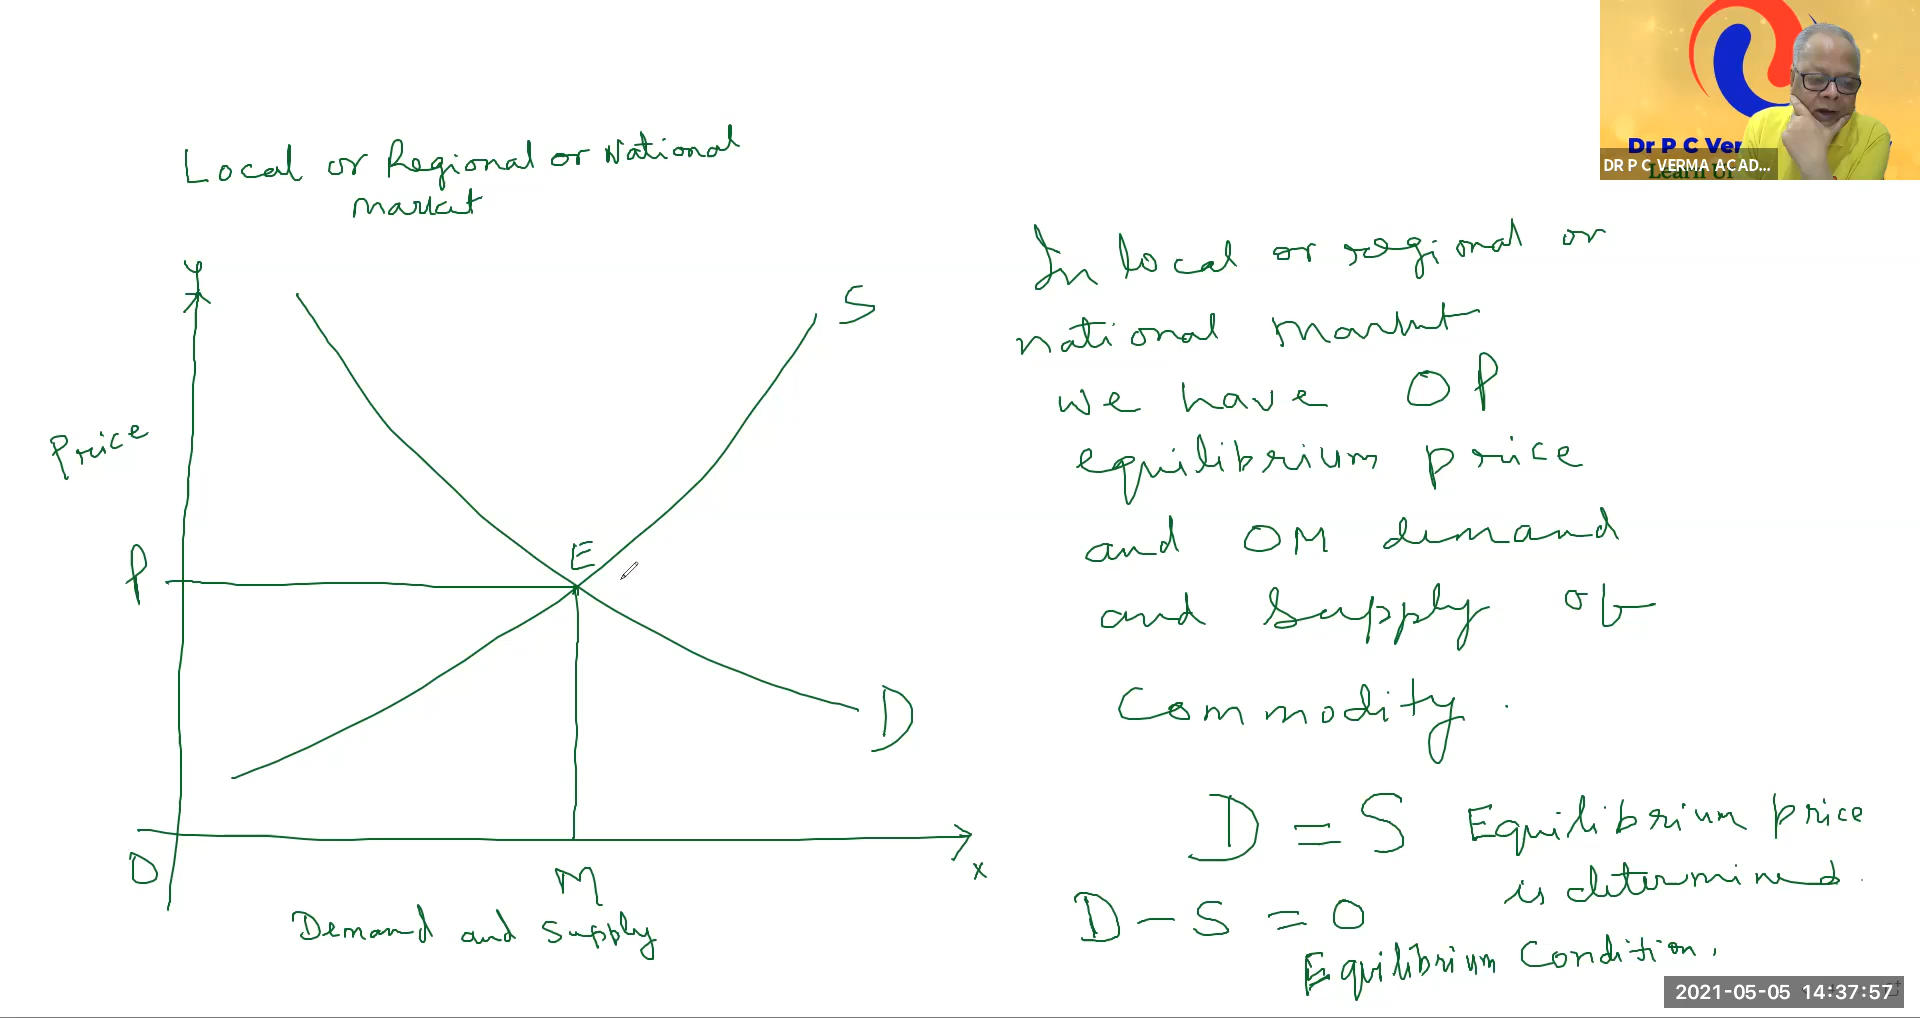 Dr P C Ver
DR P C VERMA ACAD...
Learn
Local or Regional or National
market
y
S
Price
E
P
D
O
M
x
Demand and Supply
In local or regional or
national market
we have OP
equilibrium price
and OM demand
and supply of
commodity.
D = S Equilibrium price
is determined.
D - S = 0
Equilibrium Condition.
2021-05-05 14:37:57